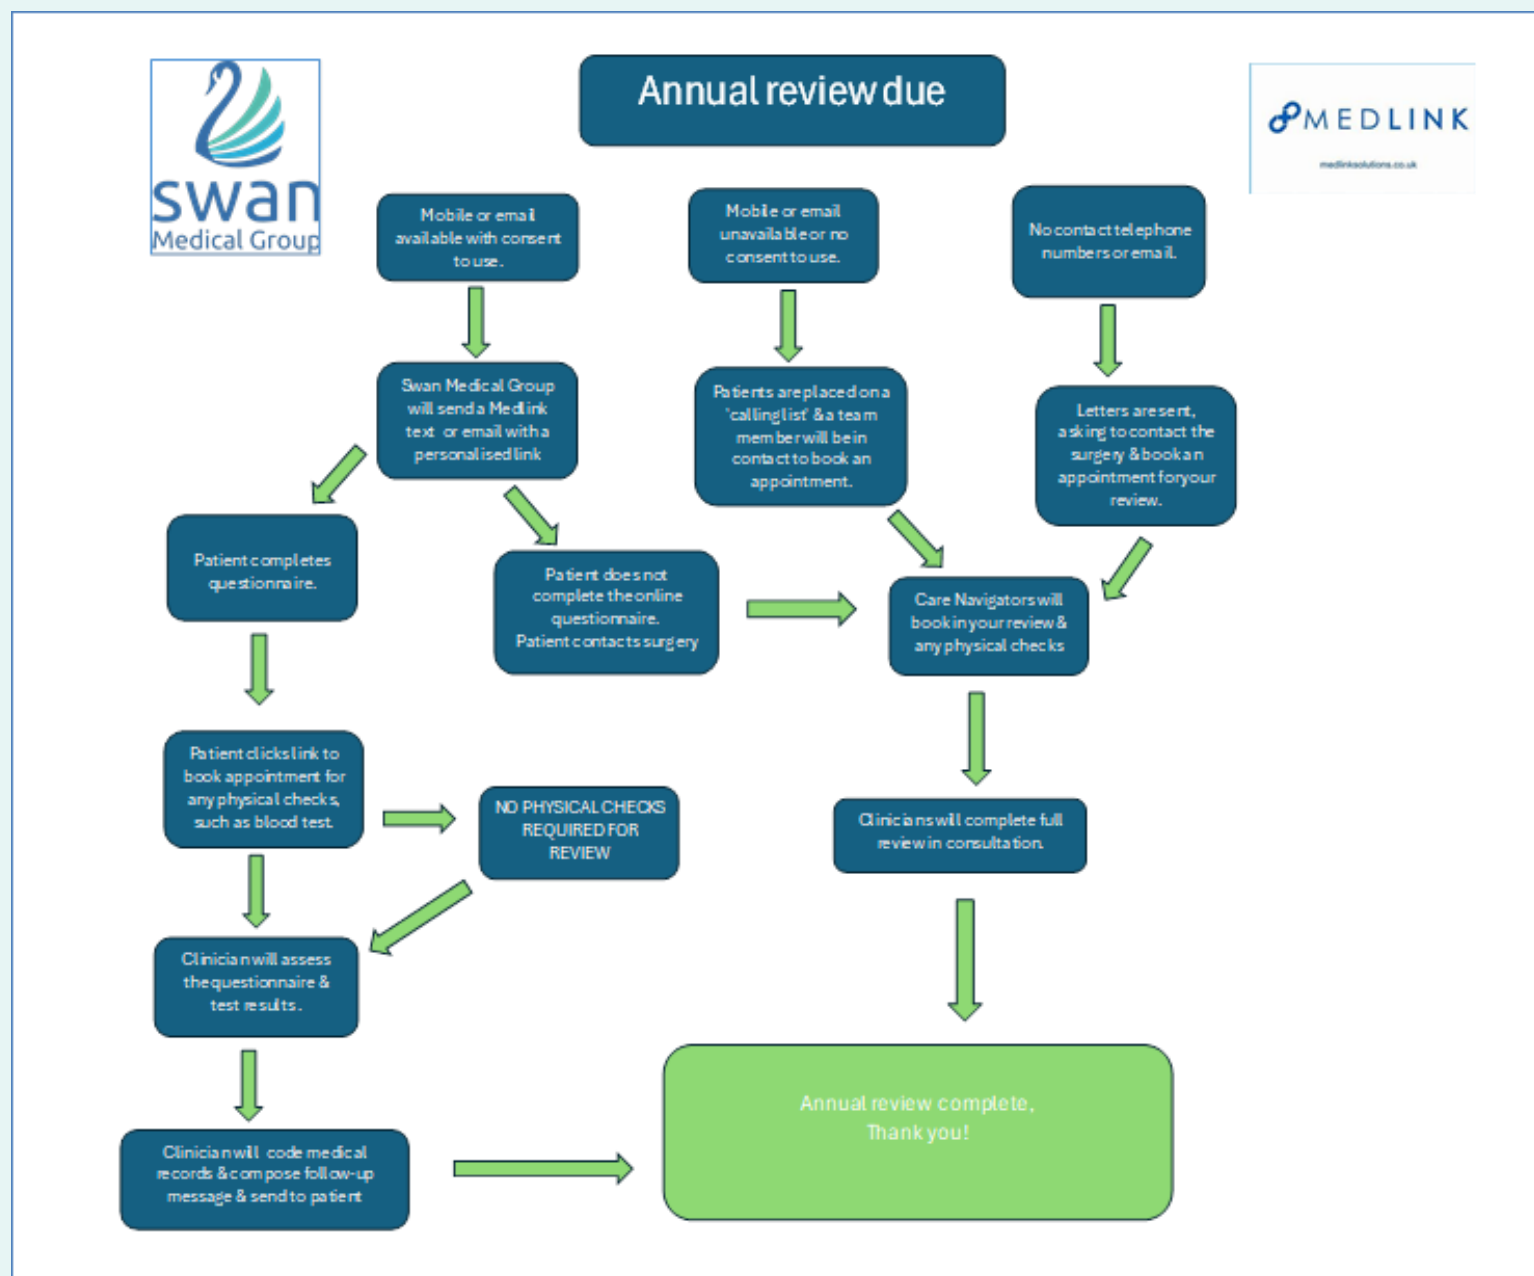 Annual review due
swan
Medical Group
MEDLINK
medlinksolutions.co.uk
Mobile or email
available with consent
to use.
Mobile or email
unavailable or no
consent to use.
No contact telephone
numbers or email.
Swan Medical Group
will send a Medlink
text or email with a
personalised link
Patients are placed on a
'calling list' & a team
member will be in
contact to book an
appointment.
Letters are sent,
asking to contact the
surgery & book an
appointment for your
review.
Patient completes
questionnaire.
Patient does not
complete the online
questionnaire.
Patient contacts surgery
Care Navigators will
book in your review &
any physical checks
Patient clicks link to
book appointment for
any physical checks,
such as blood test.
NO PHYSICAL CHECKS
REQUIRED FOR
REVIEW
Clinicians will complete full
review in consultation.
Clinician will assess
the questionnaire &
test results.
Clinician will code medical
records & compose follow-up
message & send to patient
Annual review complete,
Thank you!